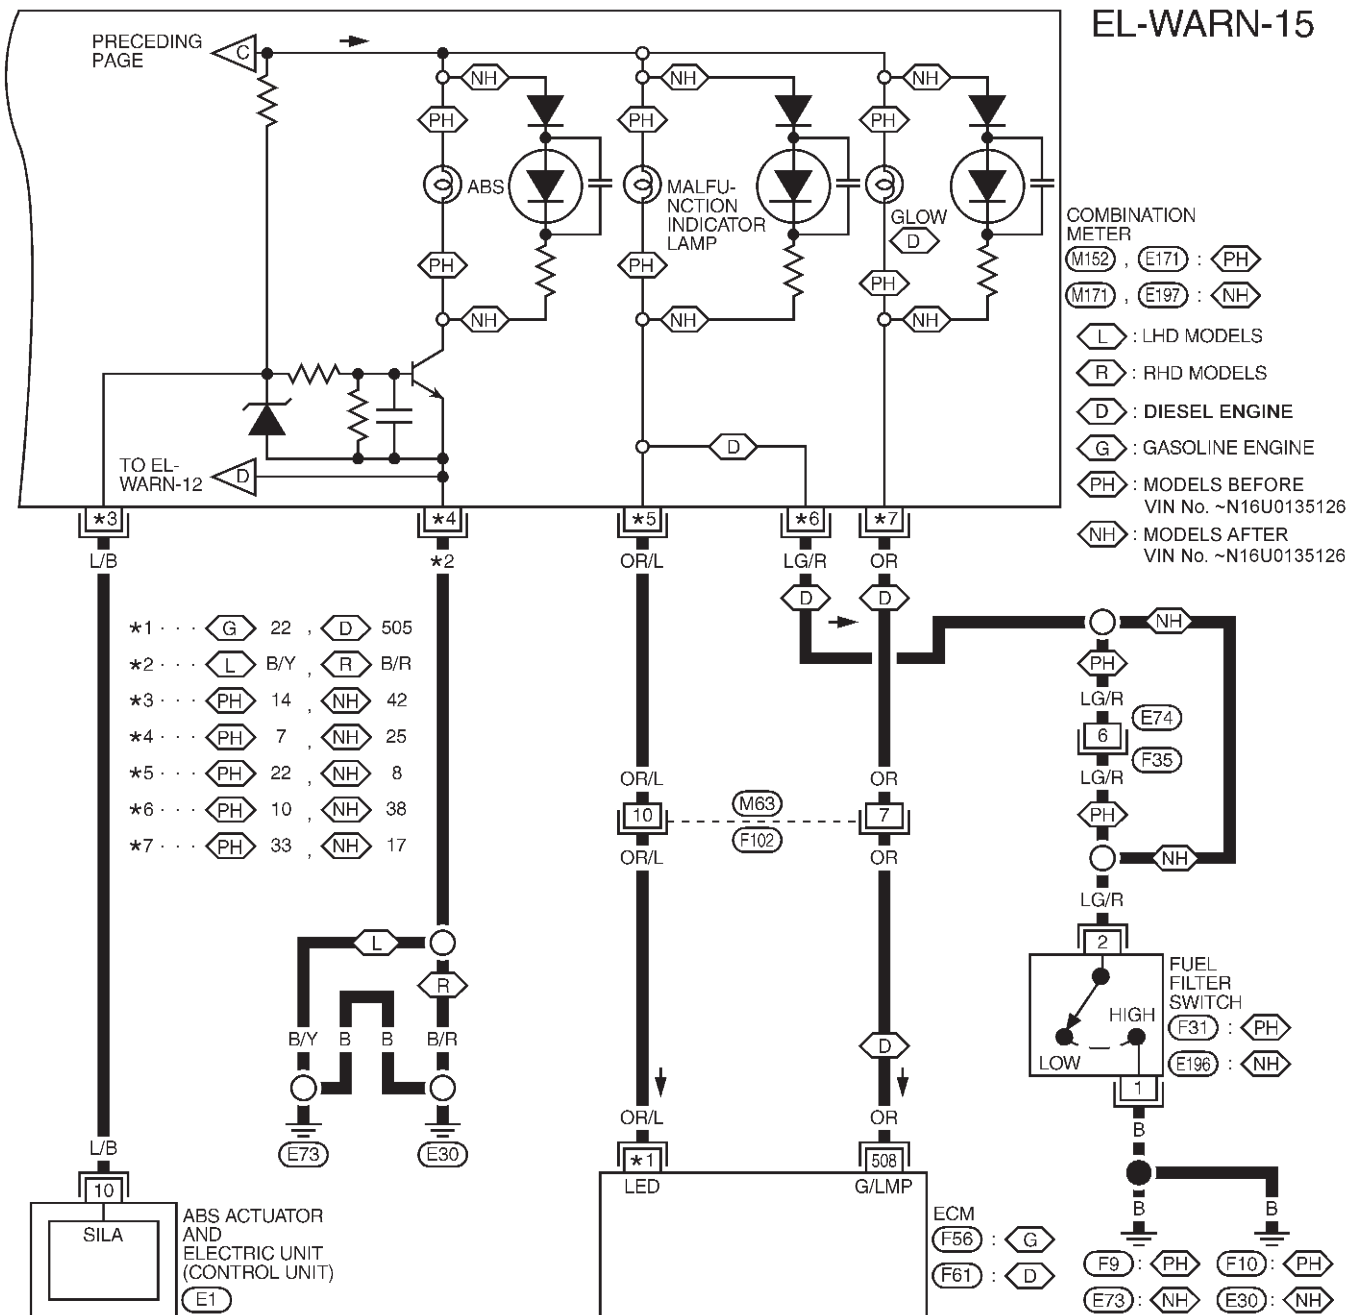 EL-WARN-15
PRECEDING
PAGE
C
NH
NH
NH
PH
PH
PH
ABS
MALFU-
NCTION
INDICATOR
LAMP
GLOW
D
PH
PH
PH
NH
NH
NH
COMBINATION
METER
M152 , E171 : PH
M171 , E197 : NH
L : LHD MODELS
R : RHD MODELS
D : DIESEL ENGINE
G : GASOLINE ENGINE
PH : MODELS BEFORE
VIN No. ~N16U0135126
NH : MODELS AFTER
VIN No. ~N16U0135126
D
TO EL-
WARN-12
D
*3
*4
*5
*6
*7
L/B
*2
OR/L
LG/R
OR
D
D
*1 · · · G 22 , D 505
*2 · · · L B/Y , R B/R
*3 · · · PH 14 , NH 42
*4 · · · PH 7 , NH 25
*5 · · · PH 22 , NH 8
*6 · · · PH 10 , NH 38
*7 · · · PH 33 , NH 17
NH
PH
LG/R
E74
6
F35
LG/R
PH
NH
LG/R
OR/L
OR
10
M63
F102
7
OR/L
OR
L
R
B/Y
B
B
B/R
E73
E30
D
2
FUEL
FILTER
SWITCH
HIGH
LOW
F31 : PH
E196 : NH
1
B
B
B
F9 : PH
F10 : PH
E73 : NH
E30 : NH
OR/L
OR
*1
508
LED
G/LMP
ECM
F56 : G
F61 : D
L/B
10
SILA
ABS ACTUATOR
AND
ELECTRIC UNIT
(CONTROL UNIT)
E1